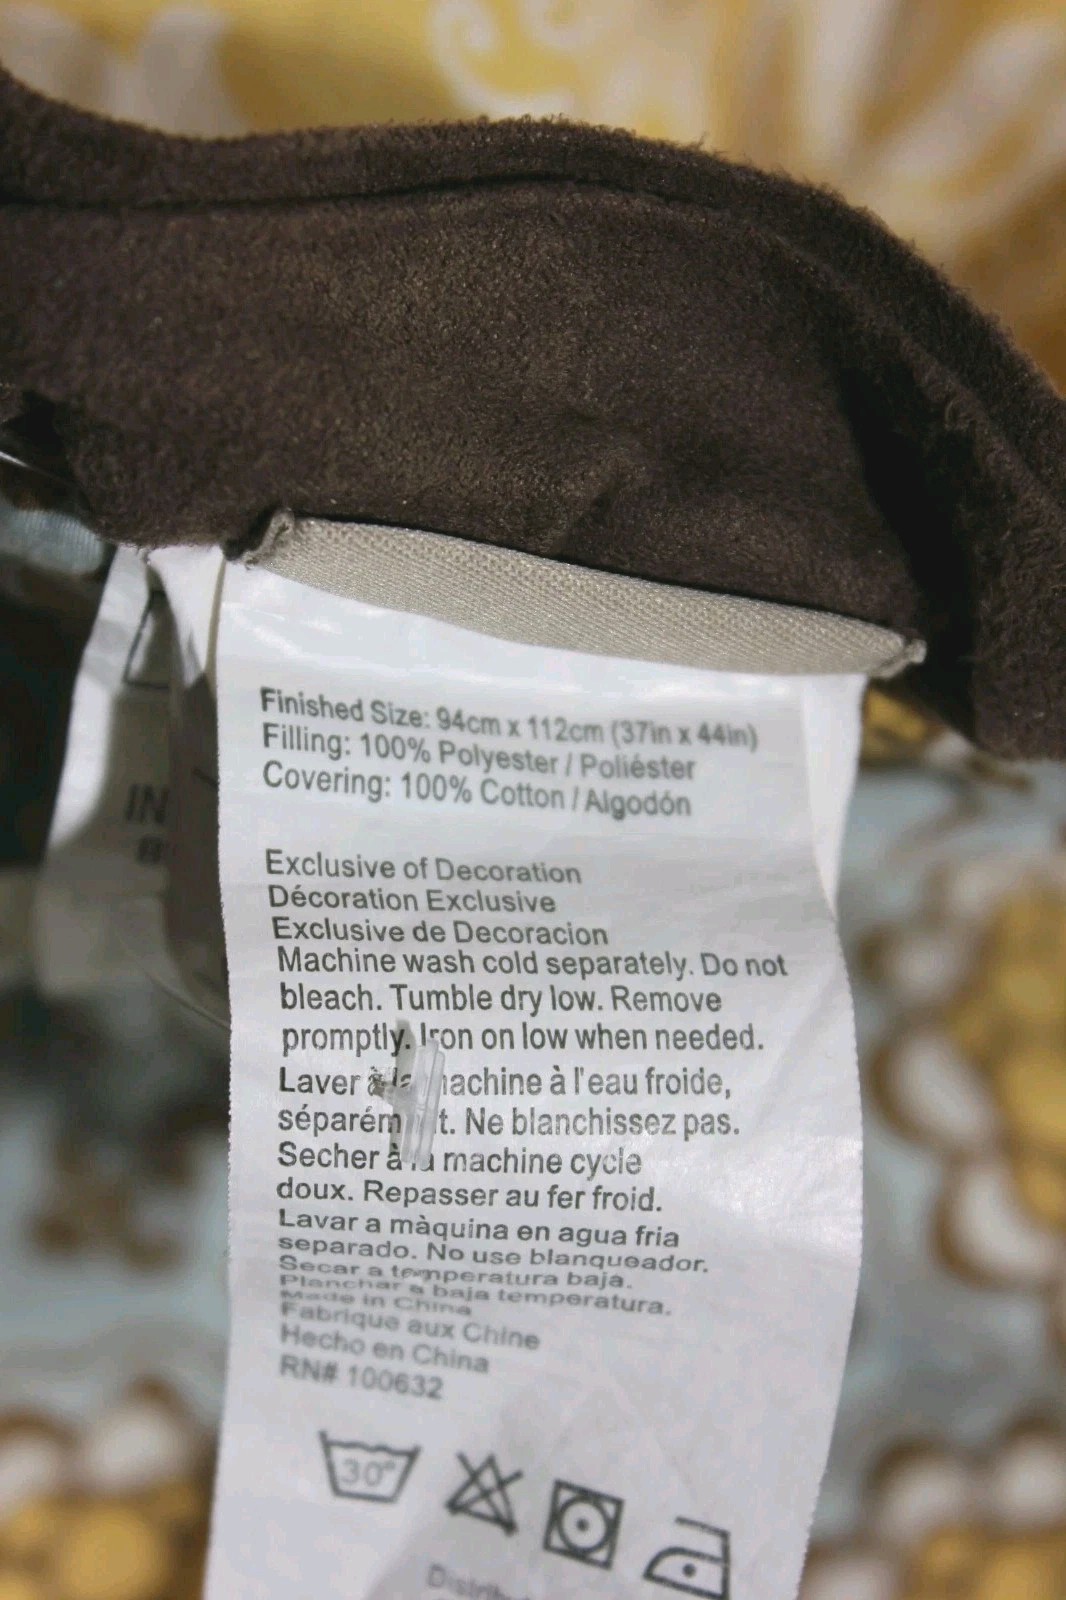 Finished Size: 94cm x 112cm (37in x 44in)
Filling: 100% Polyester / Poliéster
Covering: 100% Cotton / Algodón
Exclusive of Decoration
Décoration Exclusive
Exclusive de Decoracion
Machine wash cold separately. Do not
bleach. Tumble dry low. Remove
promptly. Iron on low when needed.
Laver à la machine à l'eau froide,
séparément. Ne blanchissez pas.
Secher à la machine cycle
doux. Repasser au fer froid.
Lavar a màquina en agua fria
separado. No use blanqueador.
Secar a temperatura baja.
Planchar a baja temperatura.
Made in China
Fabrique aux Chine
Hecho en China
RN# 100632
30°
IN